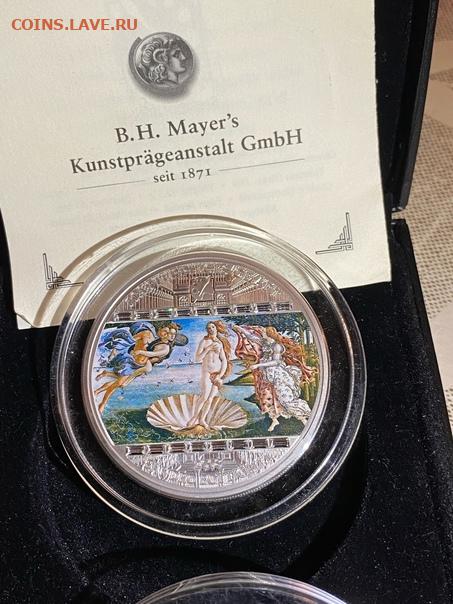 COINS.LAVE.RU
B.H. Mayer's
Kunstprägeanstalt GmbH
seit 1871